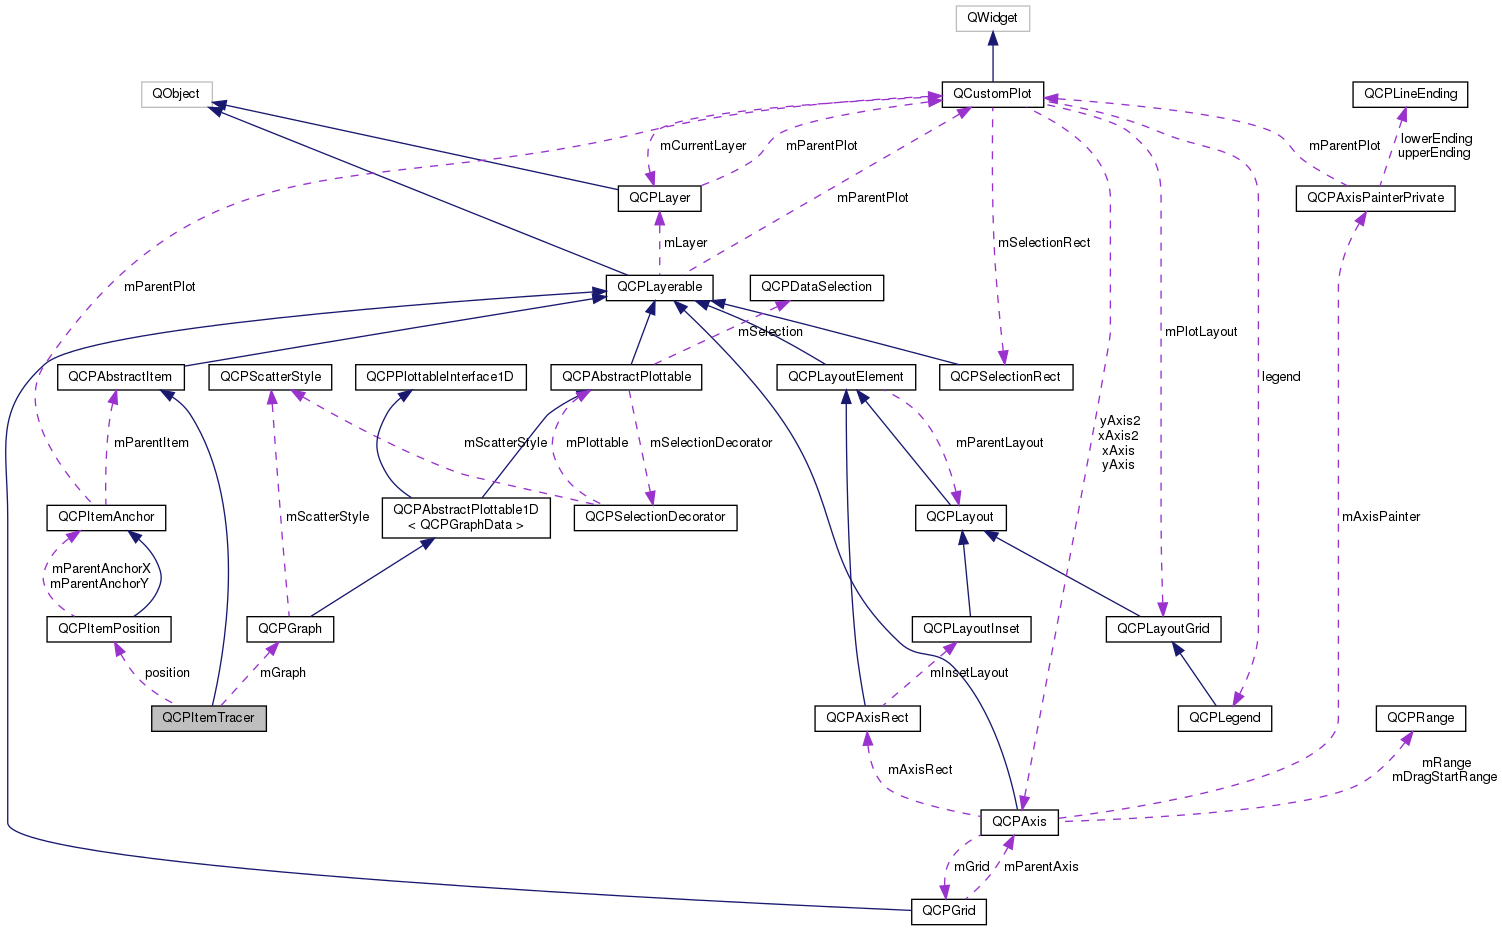 QWidget
QObject
QCustomPlot
QCPLineEnding
mCurrentLayer
mParentPlot
mParentPlot
lowerEnding
upperEnding
QCPLayer
mParentPlot
QCPAxisPainterPrivate
mLayer
mSelectionRect
mParentPlot
QCPLayerable
QCPDataSelection
mSelection
mPlotLayout
QCPAbstractItem
QCPScatterStyle
QCPPlottableInterface1D
QCPAbstractPlottable
QCPLayoutElement
QCPSelectionRect
legend
mParentItem
mScatterStyle
mPlottable
mSelectionDecorator
mParentLayout
yAxis2
xAxis2
xAxis
yAxis
QCPItemAnchor
mScatterStyle
QCPAbstractPlottable1D
< QCPGraphData >
QCPSelectionDecorator
QCPLayout
mAxisPainter
mParentAnchorX
mParentAnchorY
QCPItemPosition
QCPGraph
QCPLayoutInset
QCPLayoutGrid
position
mGraph
mInsetLayout
QCPItemTracer
QCPAxisRect
QCPLegend
QCPRange
mAxisRect
mRange
mDragStartRange
QCPAxis
mGrid
mParentAxis
QCPGrid